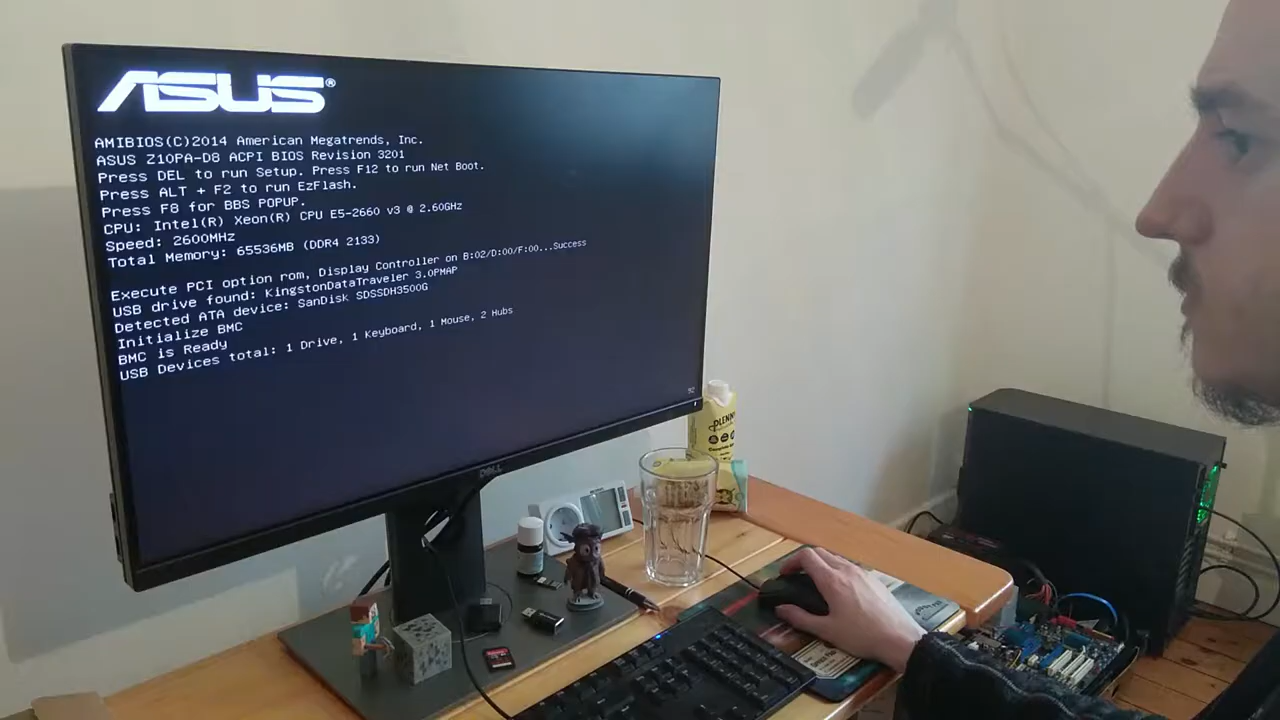 ASUS®
AMIBIOS(C)2014 American Megatrends, Inc.
ASUS Z10PA-D8 ACPI BIOS Revision 3201
Press DEL to run Setup. Press F12 to run Net Boot.
Press ALT + F2 to run EzFlash.
Press F8 for BBS POPUP.
CPU: Intel(R) Xeon(R) CPU E5-2660 v3 @ 2.60GHz
Speed: 2600MHz
Total Memory: 65536MB (DDR4 2133)
Execute PCI option rom, Display Controller on B:02/D:00/F:00...Success
USB drive found: KingstonDataTraveler 3.0PMAP
Detected ATA device: SanDisk SDSSDH3500G
Initialize BMC
BMC is Ready
USB Devices total: 1 Drive, 1 Keyboard, 1 Mouse, 2 Hubs
DELL
PLENNY